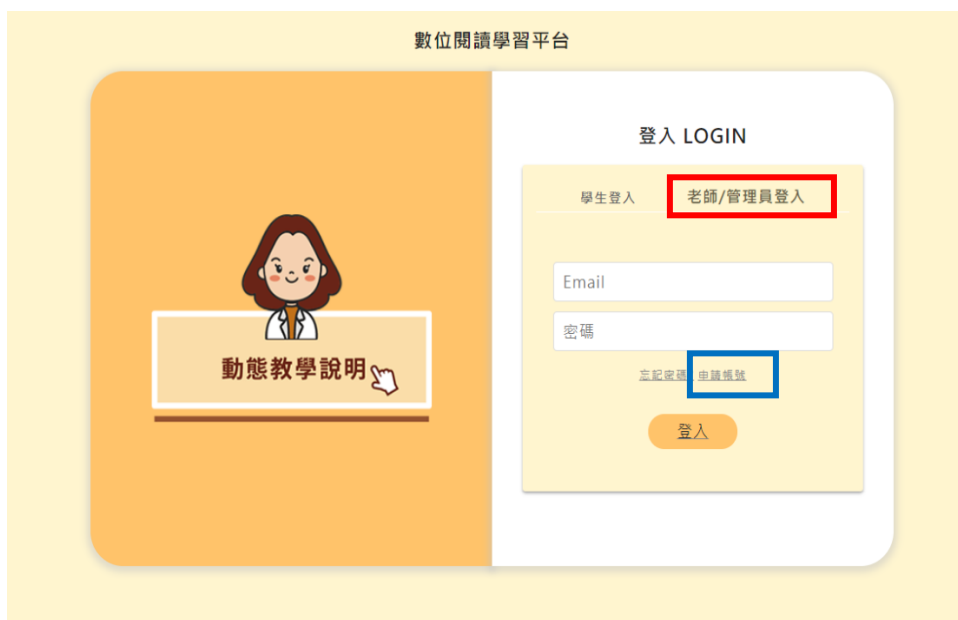 數位閱讀學習平台
動態教學說明
登入 LOGIN
學生登入 老師/管理員登入
Email
密碼
忘記密碼 申請帳號
登入